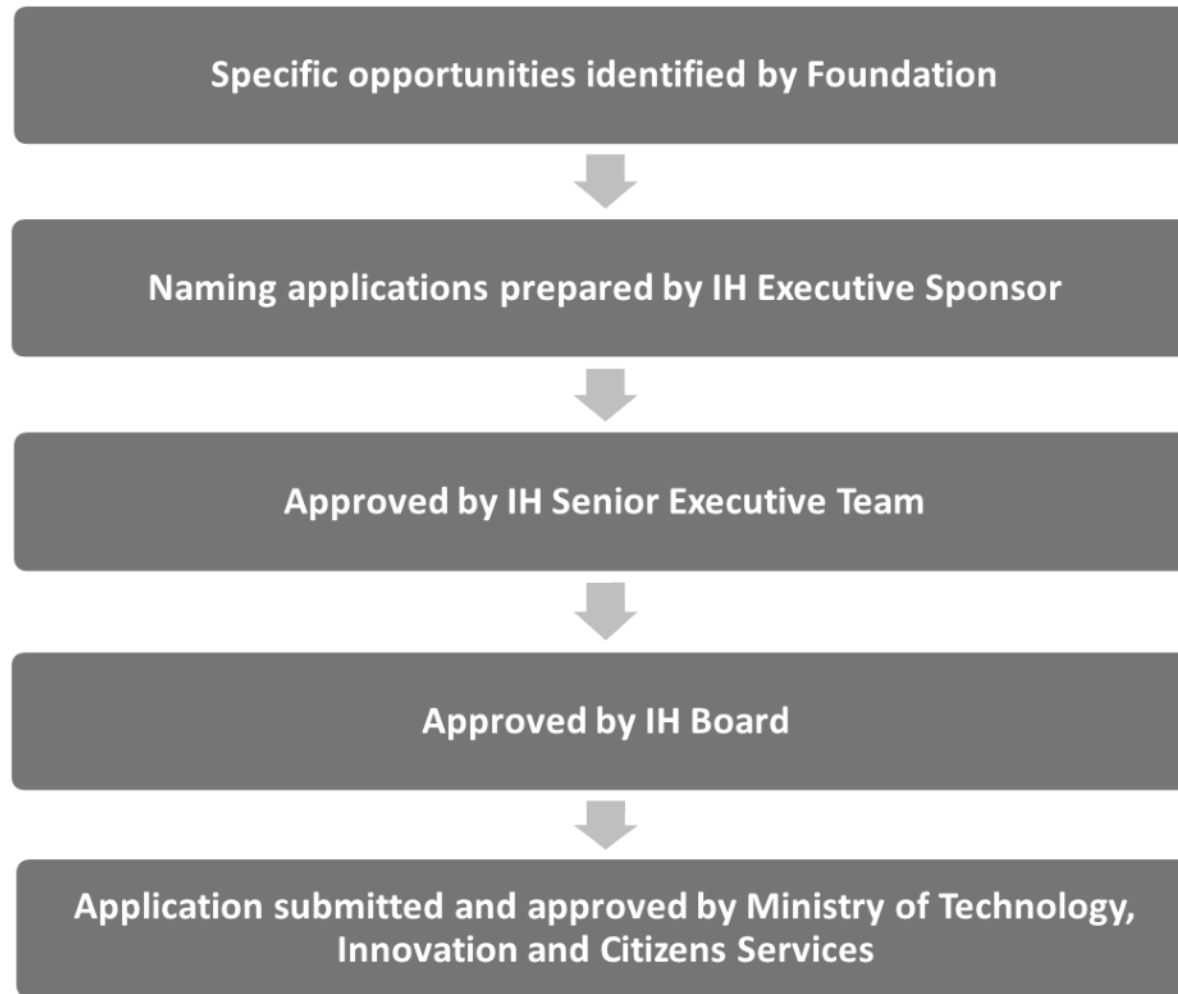 Specific opportunities identified by Foundation
Naming applications prepared by IH Executive Sponsor
Approved by IH Senior Executive Team
Approved by IH Board
Application submitted and approved by Ministry of Technology,
Innovation and Citizens Services